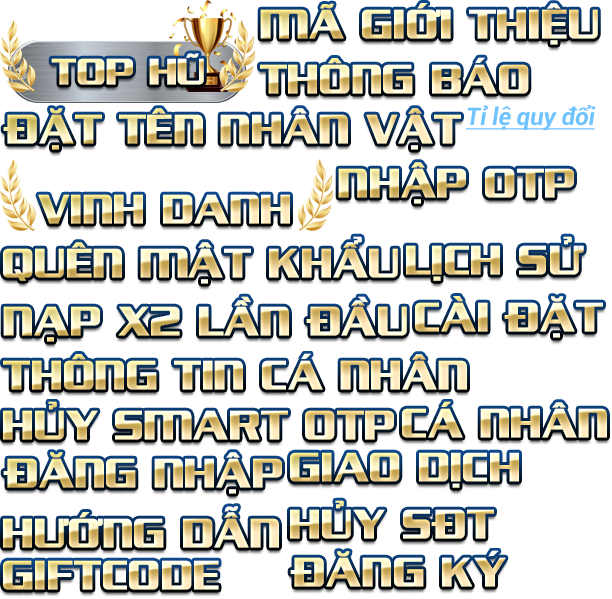 MÃ GIỚI THIỆU
TOP HŨ
THÔNG BÁO
ĐẶT TÊN NHÂN VẬT
Tỉ lệ quy đổi
NHẬP OTP
VINH DANH
QUÊN MẬT KHẨU
LỊCH SỬ
NẠP X2 LẦN ĐẦU
CÀI ĐẶT
THÔNG TIN CÁ NHÂN
HỦY SMART OTP
CÁ NHÂN
ĐĂNG NHẬP
GIAO DỊCH
HƯỚNG DẪN
HỦY SĐT
GIFTCODE
ĐĂNG KÝ